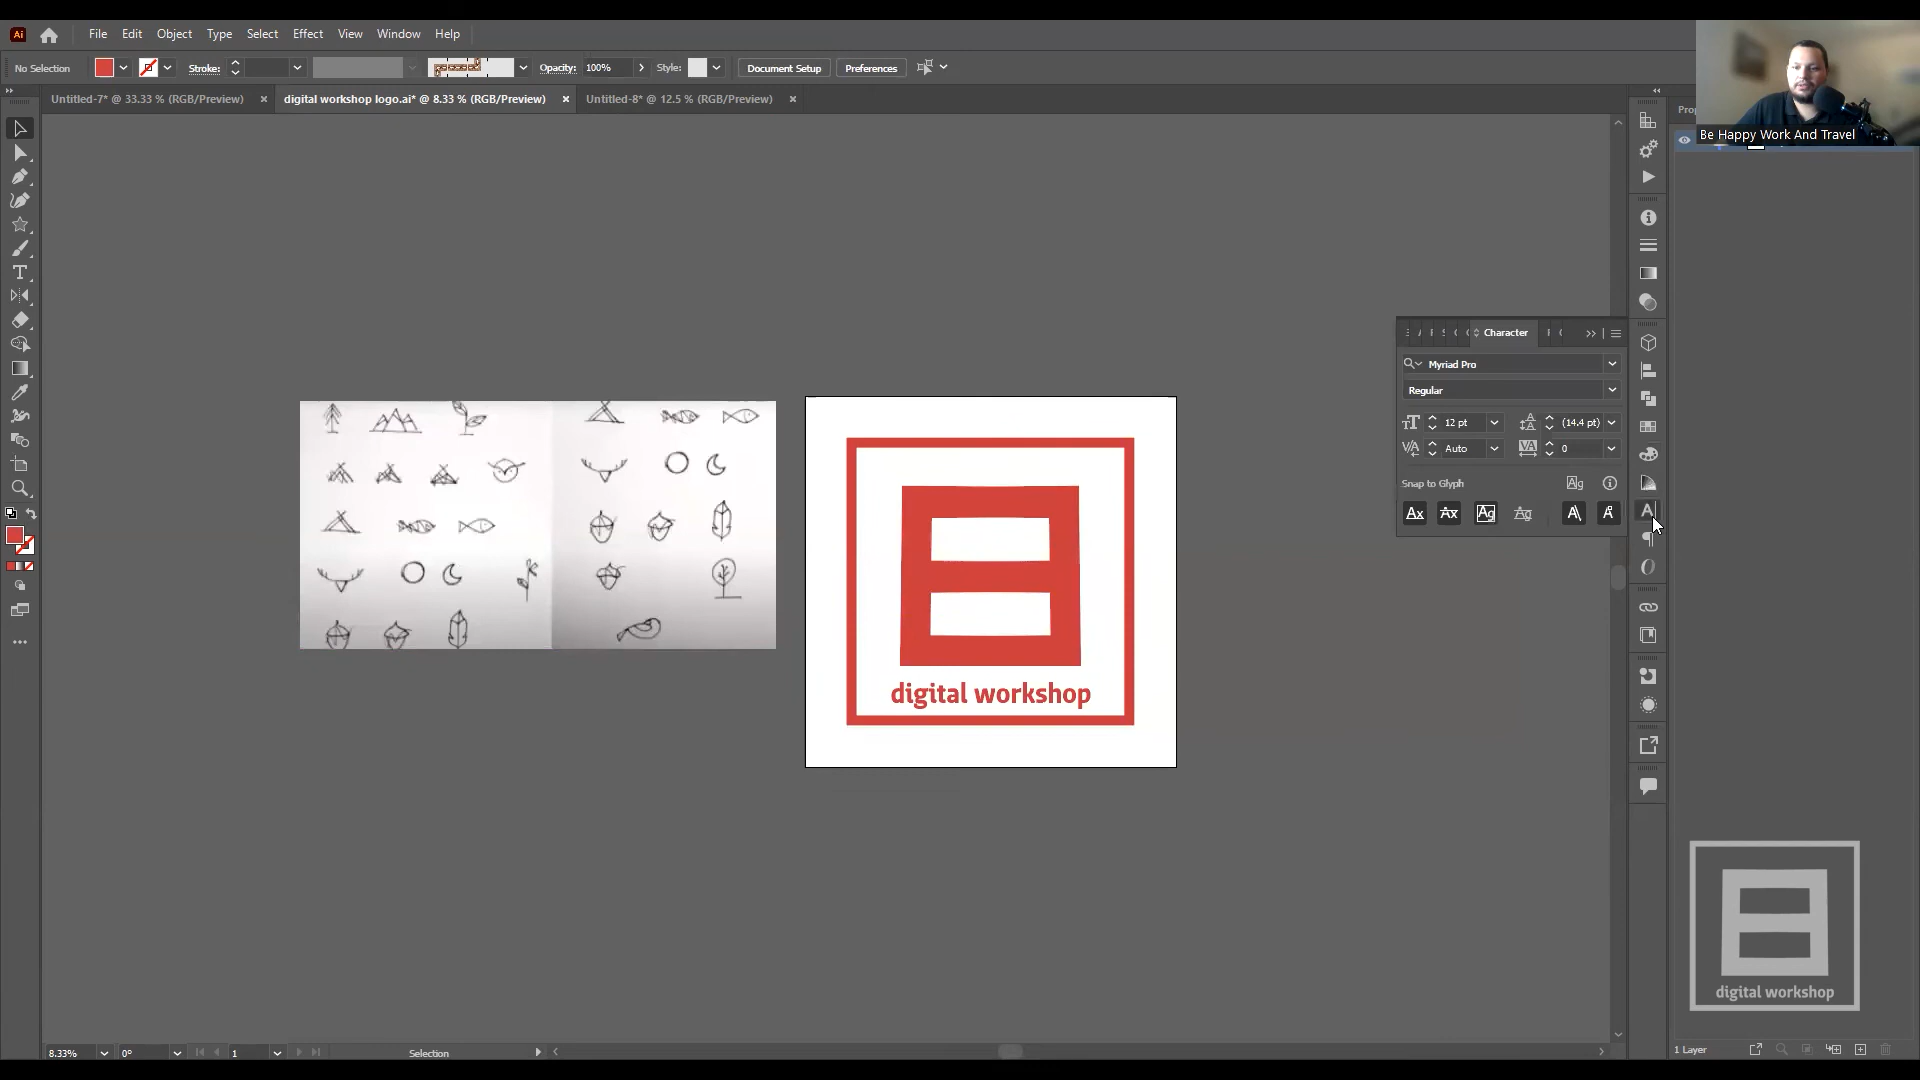 Ai File Edit Object Type Select Effect View Window Help
No Selection Stroke: Opacity: 100% Style: Document Setup Preferences
Untitled-7* @ 33.33 % (RGB/Preview) × digital workshop logo.ai* @ 8.33 % (RGB/Preview) × Untitled-8* @ 12.5 % (RGB/Preview) ×
Be Happy Work And Travel
Character
Myriad Pro
Regular
12 pt (14.4 pt)
Auto 0
Snap to Glyph
digital workshop
digital workshop
8.33% 0° 1 Selection
1 Layer